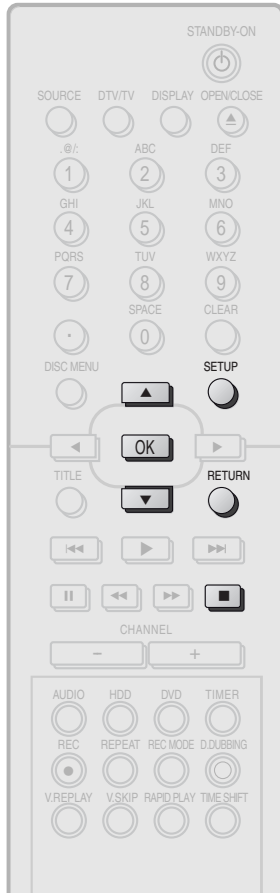 STANDBY-ON
SOURCE DTV/TV DISPLAY OPEN/CLOSE
.@/: ABC DEF
1 2 3
GHI JKL MNO
4 5 6
PQRS TUV WXYZ
7 8 9
SPACE CLEAR
· 0
DISC MENU SETUP
OK
TITLE RETURN
CHANNEL
− +
AUDIO HDD DVD TIMER
REC REPEAT REC MODE D.DUBBING
V.REPLAY V.SKIP RAPID PLAY TIME SHIFT